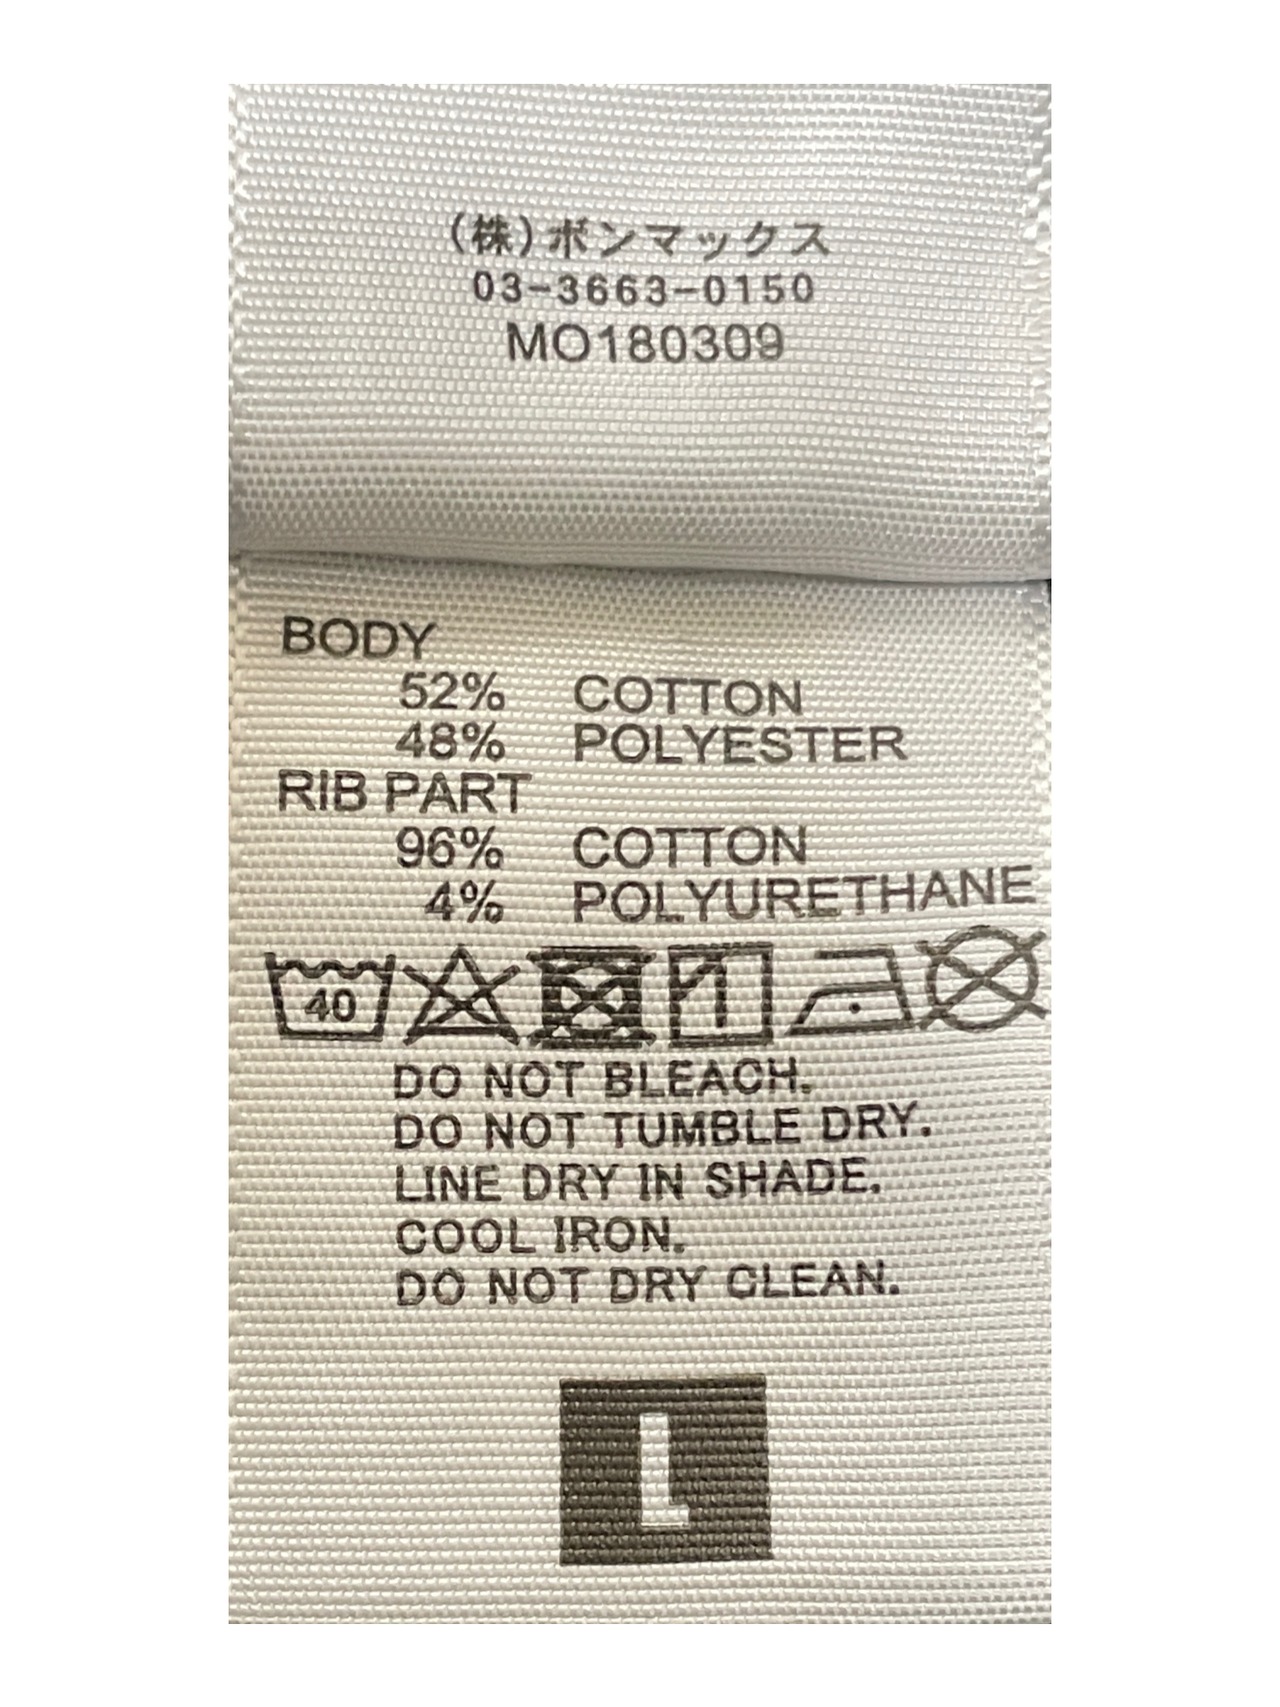 (株)ボンマックス
03-3663-0150
MO180309
BODY
52% COTTON
48% POLYESTER
RIB PART
96% COTTON
4% POLYURETHANE
40
DO NOT BLEACH.
DO NOT TUMBLE DRY.
LINE DRY IN SHADE.
COOL IRON.
DO NOT DRY CLEAN.
L